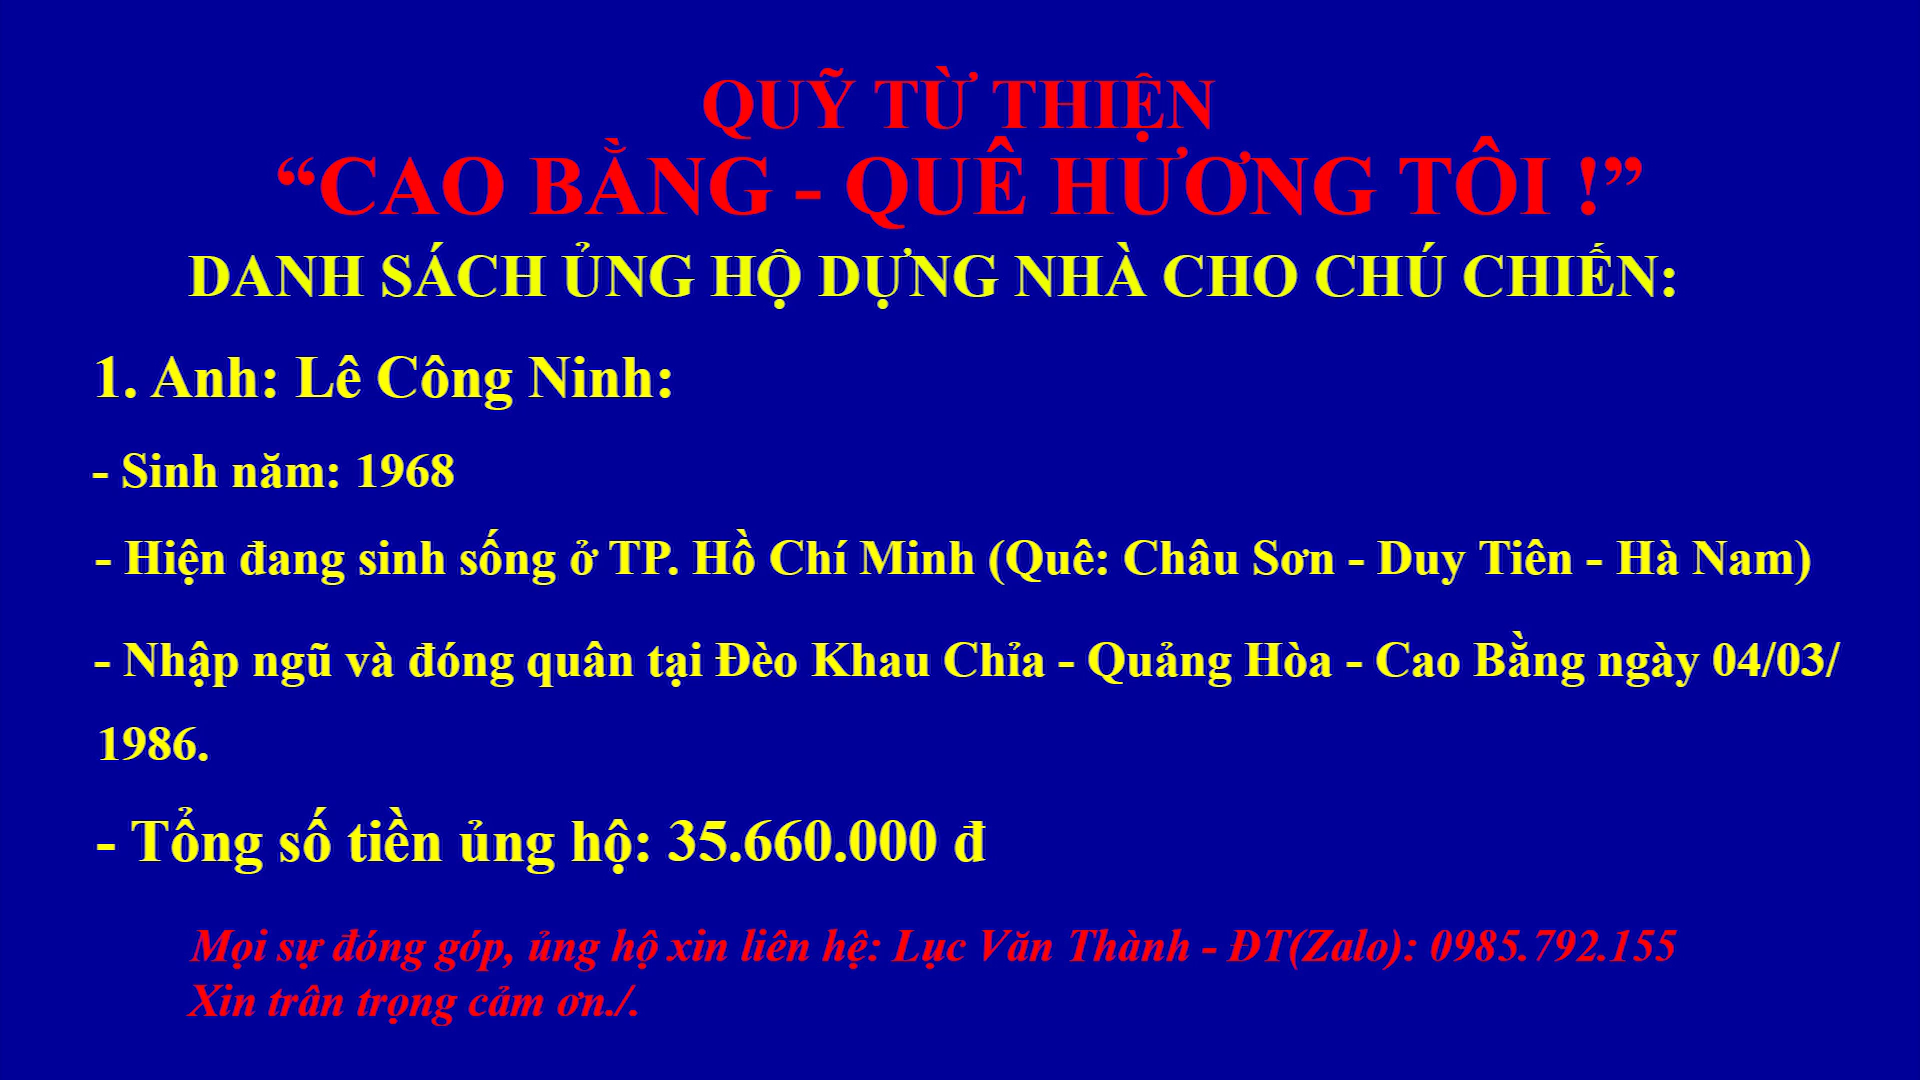 QUỸ TỪ THIỆN
“CAO BẰNG - QUÊ HƯƠNG TÔI !”
DANH SÁCH ỦNG HỘ DỰNG NHÀ CHO CHÚ CHIẾN:
1. Anh: Lê Công Ninh:
- Sinh năm: 1968
- Hiện đang sinh sống ở TP. Hồ Chí Minh (Quê: Châu Sơn - Duy Tiên - Hà Nam)
- Nhập ngũ và đóng quân tại Đèo Khau Chỉa - Quảng Hòa - Cao Bằng ngày 04/03/
1986.
- Tổng số tiền ủng hộ: 35.660.000 đ
Mọi sự đóng góp, ủng hộ xin liên hệ: Lục Văn Thành - ĐT(Zalo): 0985.792.155
Xin trân trọng cảm ơn./.